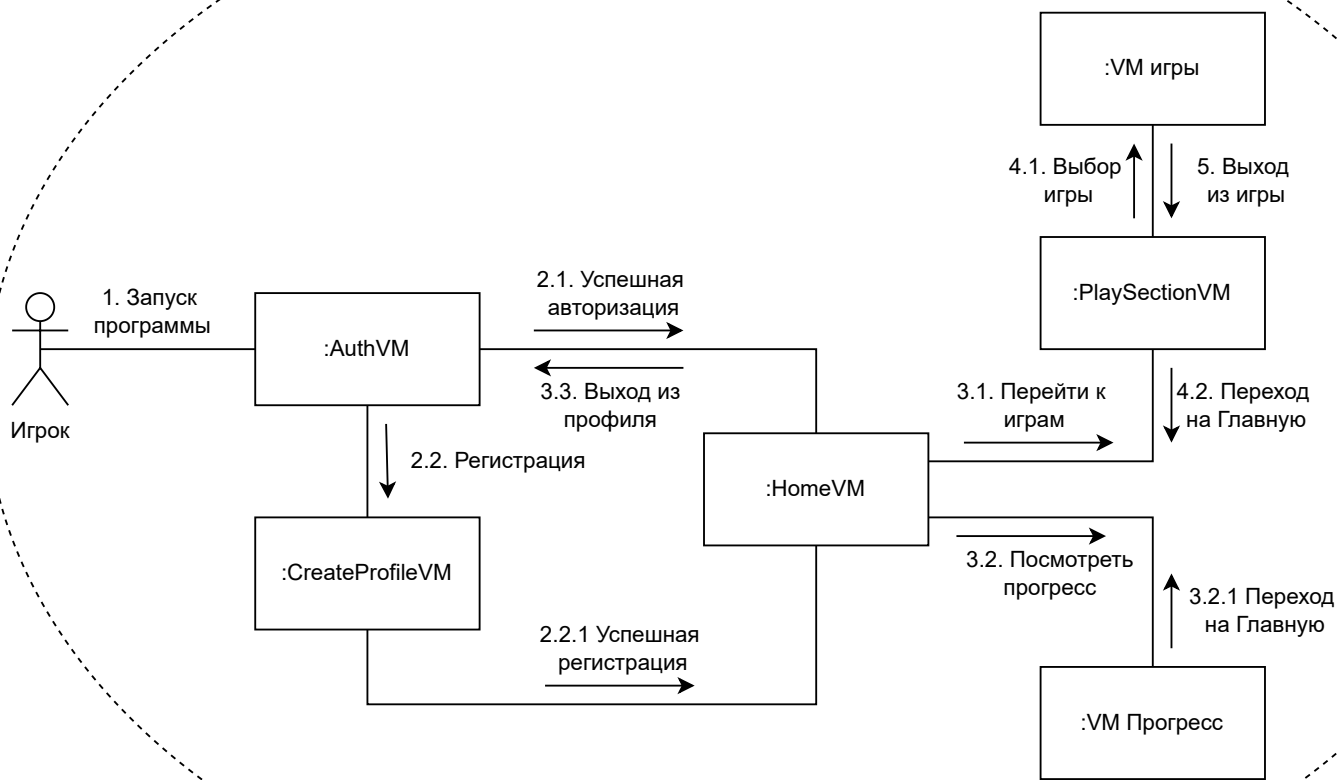 :VM игры
4.1. Выбор
игры
5. Выход
из игры
:PlaySectionVM
1. Запуск
программы
Игрок
:AuthVM
2.1. Успешная
авторизация
3.3. Выход из
профиля
3.1. Перейти к
играм
4.2. Переход
на Главную
2.2. Регистрация
:HomeVM
:CreateProfileVM
3.2. Посмотреть
прогресс
3.2.1 Переход
на Главную
2.2.1 Успешная
регистрация
:VM Прогресс